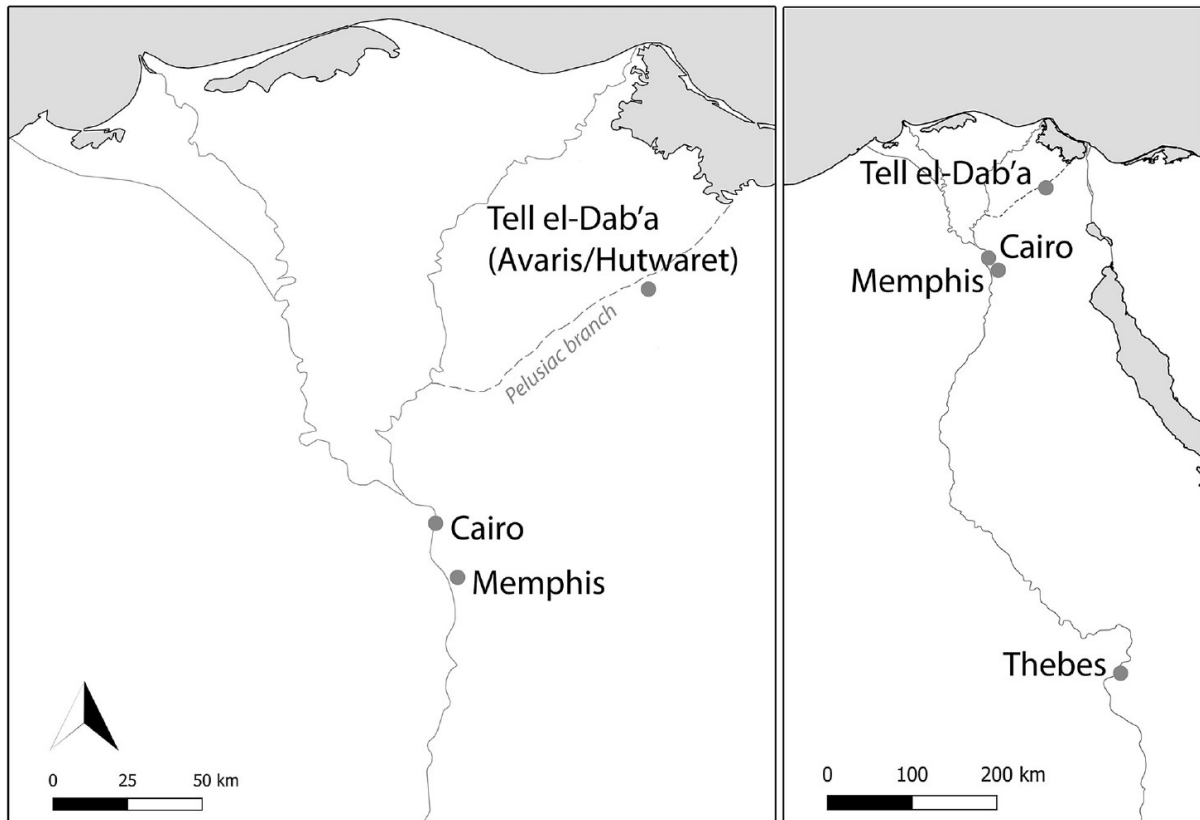 Tell el-Dab’a
(Avaris/Hutwaret)
Pelusiac branch
Cairo
Memphis
0 25 50 km
Tell el-Dab’a
Cairo
Memphis
Thebes
0 100 200 km